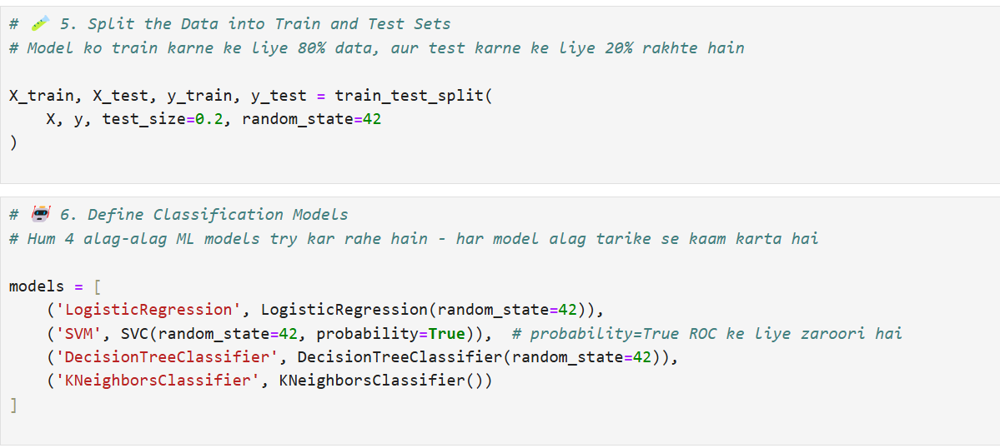 # 🧪 5. Split the Data into Train and Test Sets
# Model ko train karne ke liye 80% data, aur test karne ke liye 20% rakhte hain
X_train, X_test, y_train, y_test = train_test_split(
    X, y, test_size=0.2, random_state=42
)
# 🤖 6. Define Classification Models
# Hum 4 alag-alag ML models try kar rahe hain - har model alag tarike se kaam karta hai
models = [
    ('LogisticRegression', LogisticRegression(random_state=42)),
    ('SVM', SVC(random_state=42, probability=True)),  # probability=True ROC ke liye zaroori hai
    ('DecisionTreeClassifier', DecisionTreeClassifier(random_state=42)),
    ('KNeighborsClassifier', KNeighborsClassifier())
]